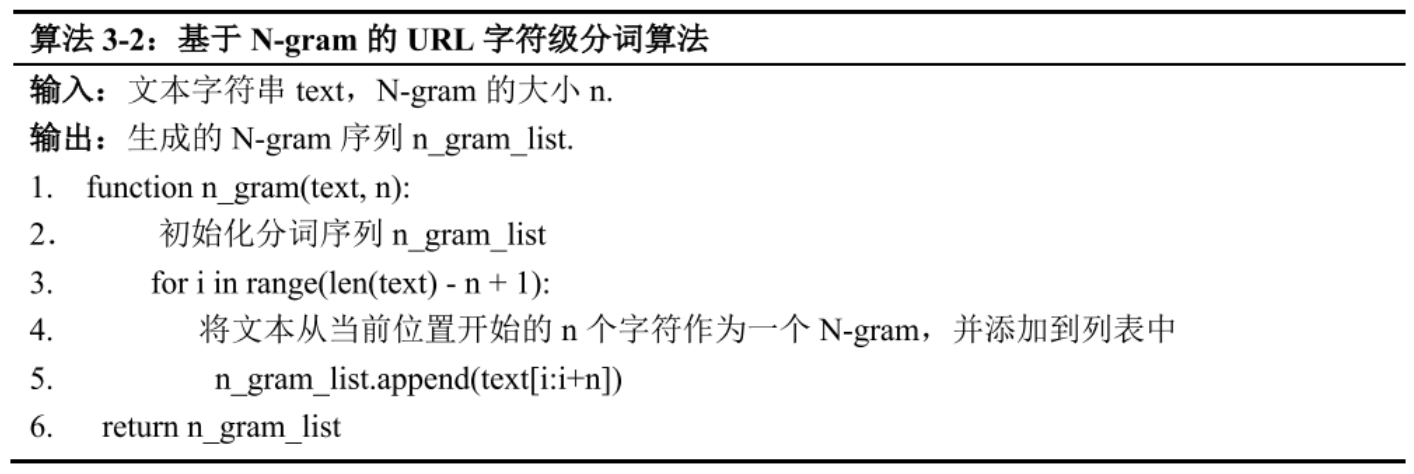 算法 3-2：基于 N-gram 的 URL 字符级分词算法
输入：文本字符串 text，N-gram 的大小 n.
输出：生成的 N-gram 序列 n_gram_list.
1. function n_gram(text, n):
2. 初始化分词序列 n_gram_list
3. for i in range(len(text) - n + 1):
4. 将文本从当前位置开始的 n 个字符作为一个 N-gram，并添加到列表中
5. n_gram_list.append(text[i:i+n])
6. return n_gram_list